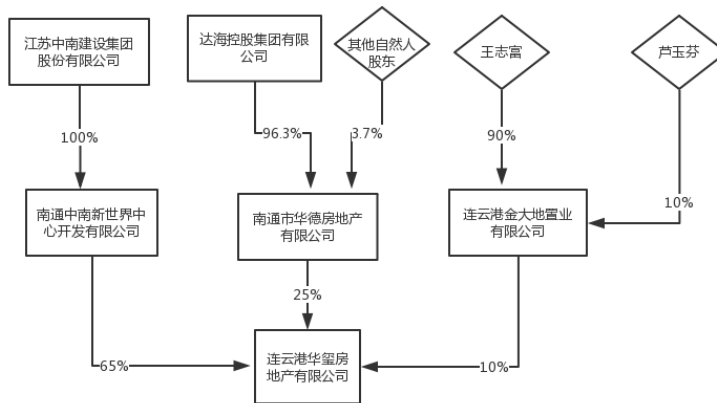 江苏中南建设集团
股份有限公司
达海控股集团有限
公司
其他自然人
股东
王志富
芦玉芬
100%
96.3%
3.7%
90%
10%
南通中南新世界中
心开发有限公司
南通市华德房地产
有限公司
连云港金大地置业
有限公司
25%
65%
连云港华玺房
地产有限公司
10%